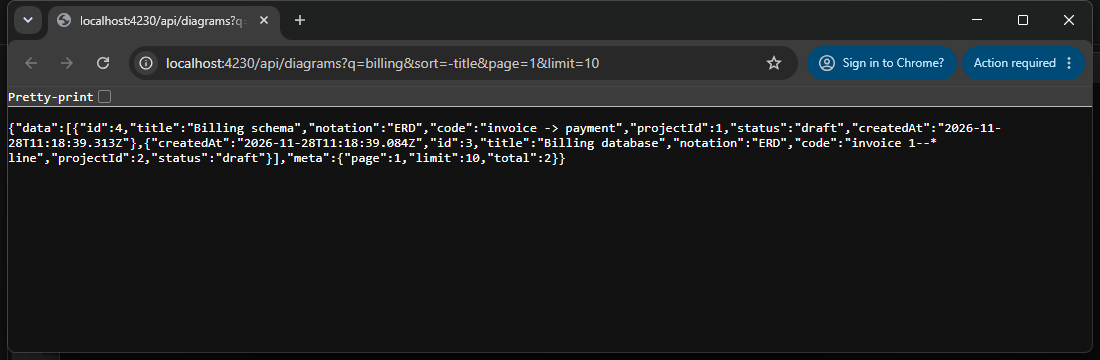 localhost:4230/api/diagrams?q=
localhost:4230/api/diagrams?q=billing&sort=-title&page=1&limit=10
Sign in to Chrome?
Action required
Pretty-print
{"data":[{"id":4,"title":"Billing schema","notation":"ERD","code":"invoice -> payment","projectId":1,"status":"draft","createdAt":"2026-11-
28T11:18:39.313Z"},{"createdAt":"2026-11-28T11:18:39.084Z","id":3,"title":"Billing database","notation":"ERD","code":"invoice 1--*
line","projectId":2,"status":"draft"}],"meta":{"page":1,"limit":10,"total":2}}